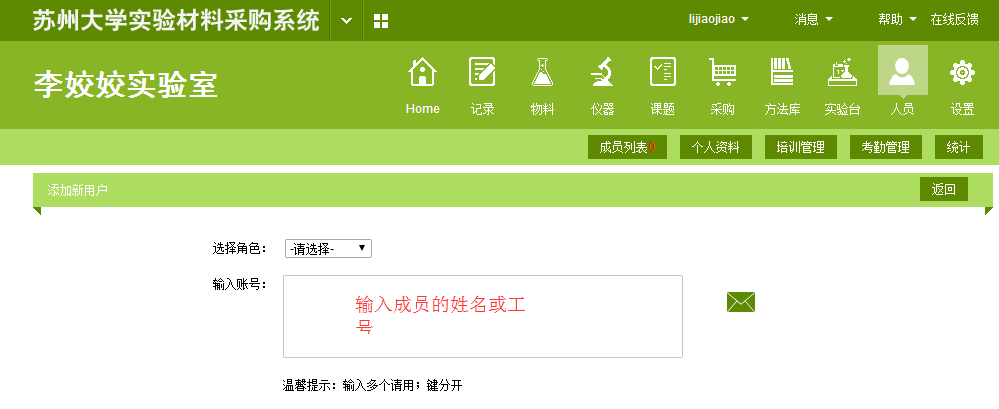 苏州大学实验材料采购系统
lijiaojiao
消息
帮助
在线反馈
李姣姣实验室
Home
记录
物料
仪器
课题
采购
方法库
实验台
人员
设置
成员列表0
个人资料
培训管理
考勤管理
统计
添加新用户
返回
选择角色：
-请选择-
输入账号：
输入成员的姓名或工
号
温馨提示：输入多个请用；键分开